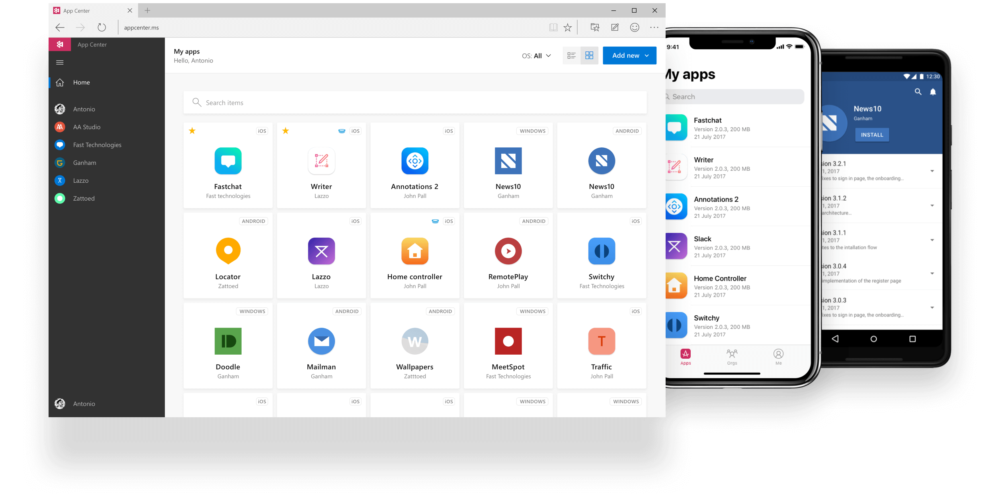 App Center
appcenter.ms
App Center
Home
Antonio
AA Studio
Fast Technologies
Ganham
Lazzo
Zattoed
Antonio
My apps
Hello, Antonio
OS: All
Add new
Search items
iOS
Fastchat
Fast technologies
iOS
Writer
Lazzo
iOS
Annotations 2
John Pall
WINDOWS
News10
Ganham
ANDROID
News10
Ganham
ANDROID
Locator
Zattoed
iOS
Lazzo
Lazzo
iOS
Home controller
John Pall
ANDROID
RemotePlay
John Pall
iOS
Switchy
Fast Technologies
WINDOWS
Doodle
Ganham
ANDROID
Mailman
Ganham
ANDROID
W
Wallpapers
Zatttoed
WINDOWS
MeetSpot
Fast Technologies
iOS
T
Traffic
John Pall
iOS
iOS
iOS
WINDOWS
WINDOWS
9:41
My apps
Search
Fastchat
Version 2.0.3, 200 MB
21 July 2017
Writer
Version 2.0.3, 200 MB
21 July 2017
Annotations 2
Version 2.0.3, 200 MB
21 July 2017
Slack
Version 2.0.3, 200 MB
21 July 2017
Home Controller
Version 2.0.3, 200 MB
21 July 2017
Switchy
Version 2.0.3, 200 MB
21 July 2017
Apps
Orgs
Me
12:30
News10
Ganham
INSTALL
sion 3.2.1
1, 2017
ixes to sign in page, the onboarding...
sion 3.1.2
1, 2017
architecture...
sion 3.1.1
1, 2017
tes to the intallation flow
sion 3.0.4
1, 2017
implementation of the register page
sion 3.0.3
1, 2017
ixes to sign in page, the onboarding...